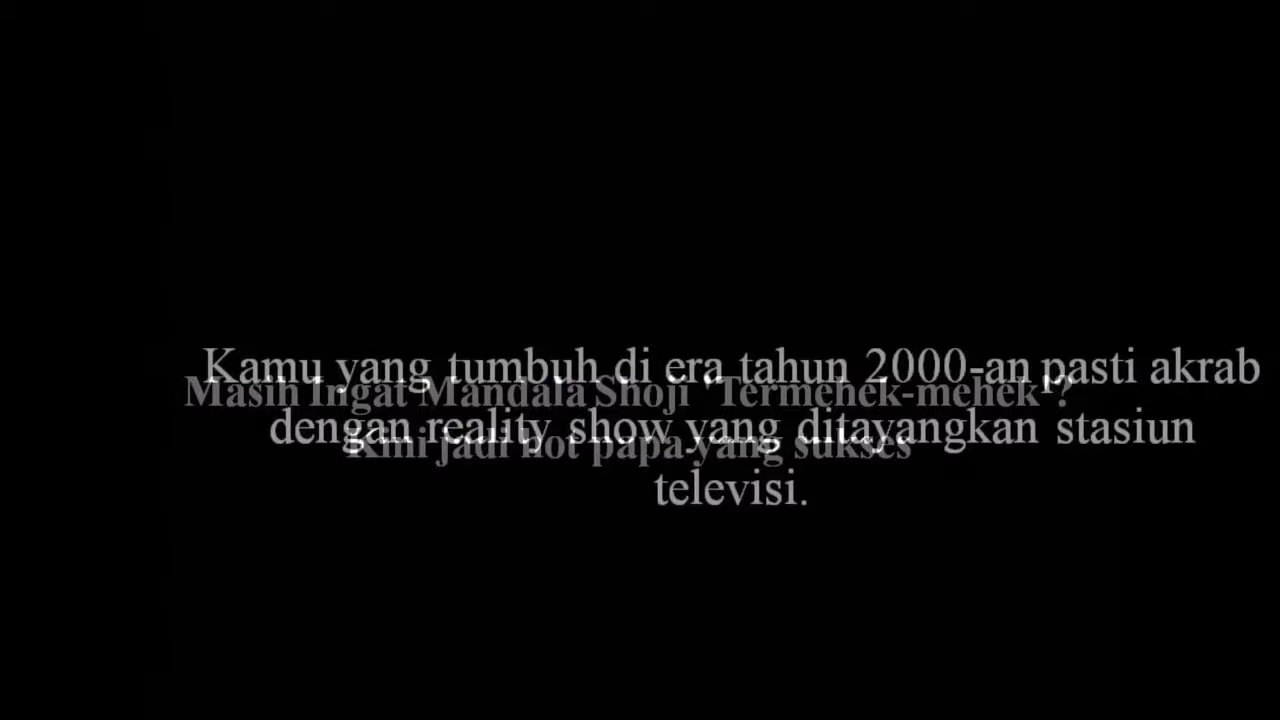 Kamu yang tumbuh di era tahun 2000-an pasti akrab
dengan reality show yang ditayangkan stasiun
televisi.
Masih Ingat Mandala Shoji "Termehek-mehek"?
Kini jadi hot papa yang sukses